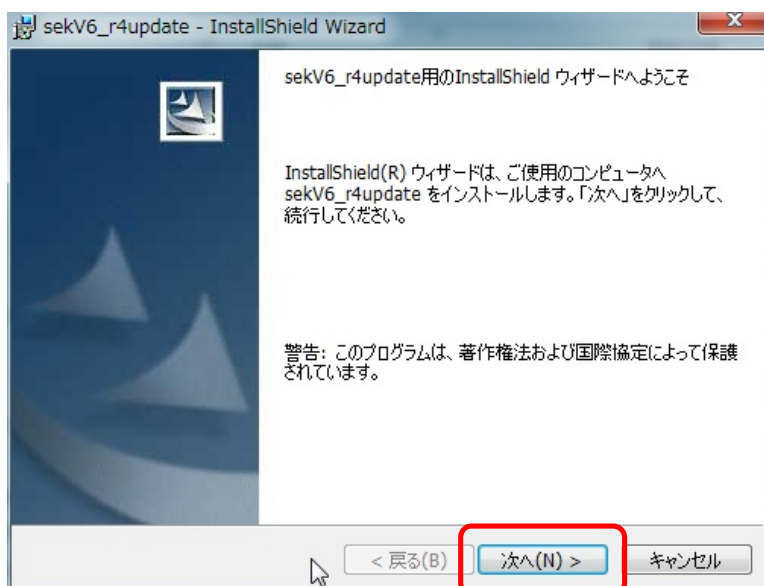 sekV6_r4update - InstallShield Wizard
sekV6_r4update用のInstallShield ウィザードへようこそ
InstallShield(R) ウィザードは、ご使用のコンピュータへ
sekV6_r4update をインストールします。「次へ」をクリックして、
続行してください。
警告: このプログラムは、著作権法および国際協定によって保護
されています。
< 戻る(B)
次へ(N) >
キャンセル